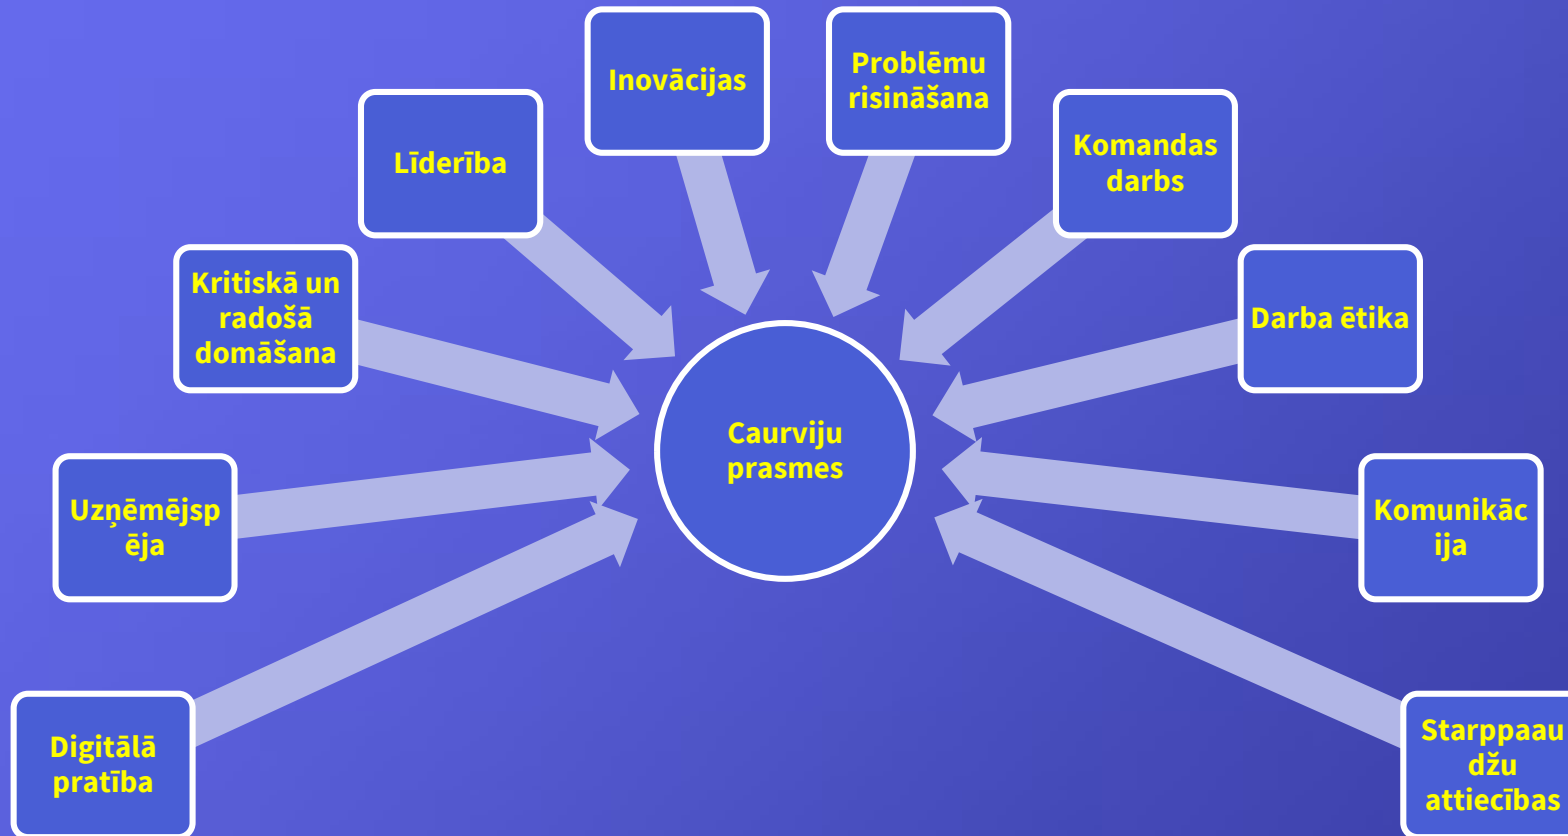 Inovācijas
Problēmu
risināšana
Līderība
Komandas
darbs
Kritiskā un
radošā
domāšana
Darba ētika
Caurviju
prasmes
Uzņēmējsp
ēja
Komunikāc
ija
Digitālā
pratība
Starppaau
džu
attiecības